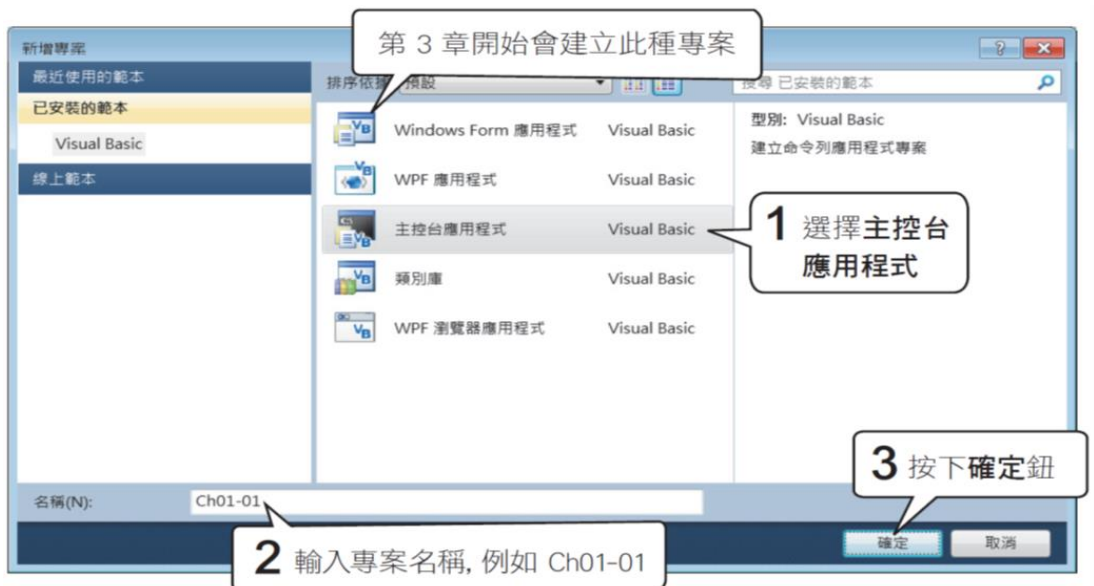 第 3 章開始會建立此種專案
新增專案
最近使用的範本
已安裝的範本
Visual Basic
線上範本
排序依據 預設
搜尋 已安裝的範本
Windows Form 應用程式 Visual Basic
WPF 應用程式 Visual Basic
主控台應用程式 Visual Basic
類別庫 Visual Basic
WPF 瀏覽器應用程式 Visual Basic
型別: Visual Basic
建立命令列應用程式專案
1 選擇主控台
應用程式
3 按下確定鈕
名稱(N): Ch01-01
2 輸入專案名稱, 例如 Ch01-01
確定 取消